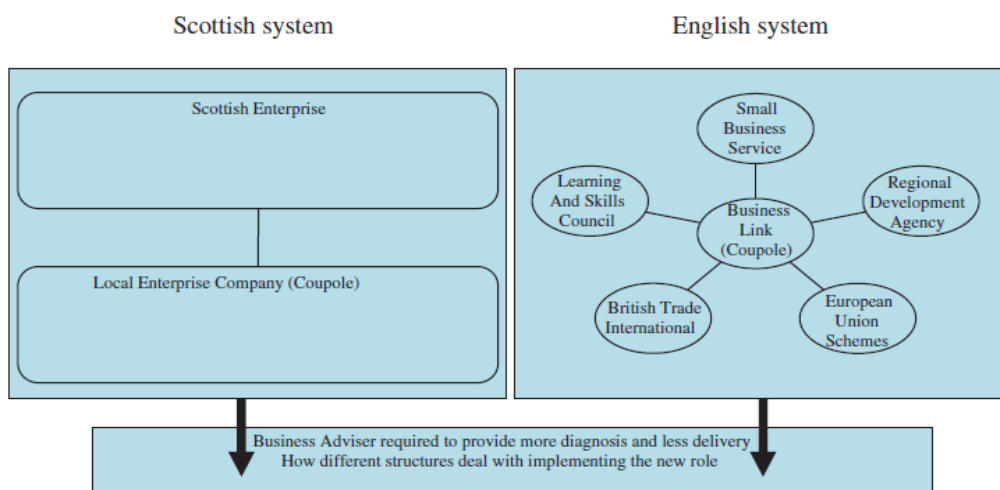 Scottish system
English system
Scottish Enterprise
Local Enterprise Company (Coupole)
Small
Business
Service
Learning
And Skills
Council
Regional
Development
Agency
Business
Link
(Coupole)
British Trade
International
European
Union
Schemes
Business Adviser required to provide more diagnosis and less delivery
How different structures deal with implementing the new role